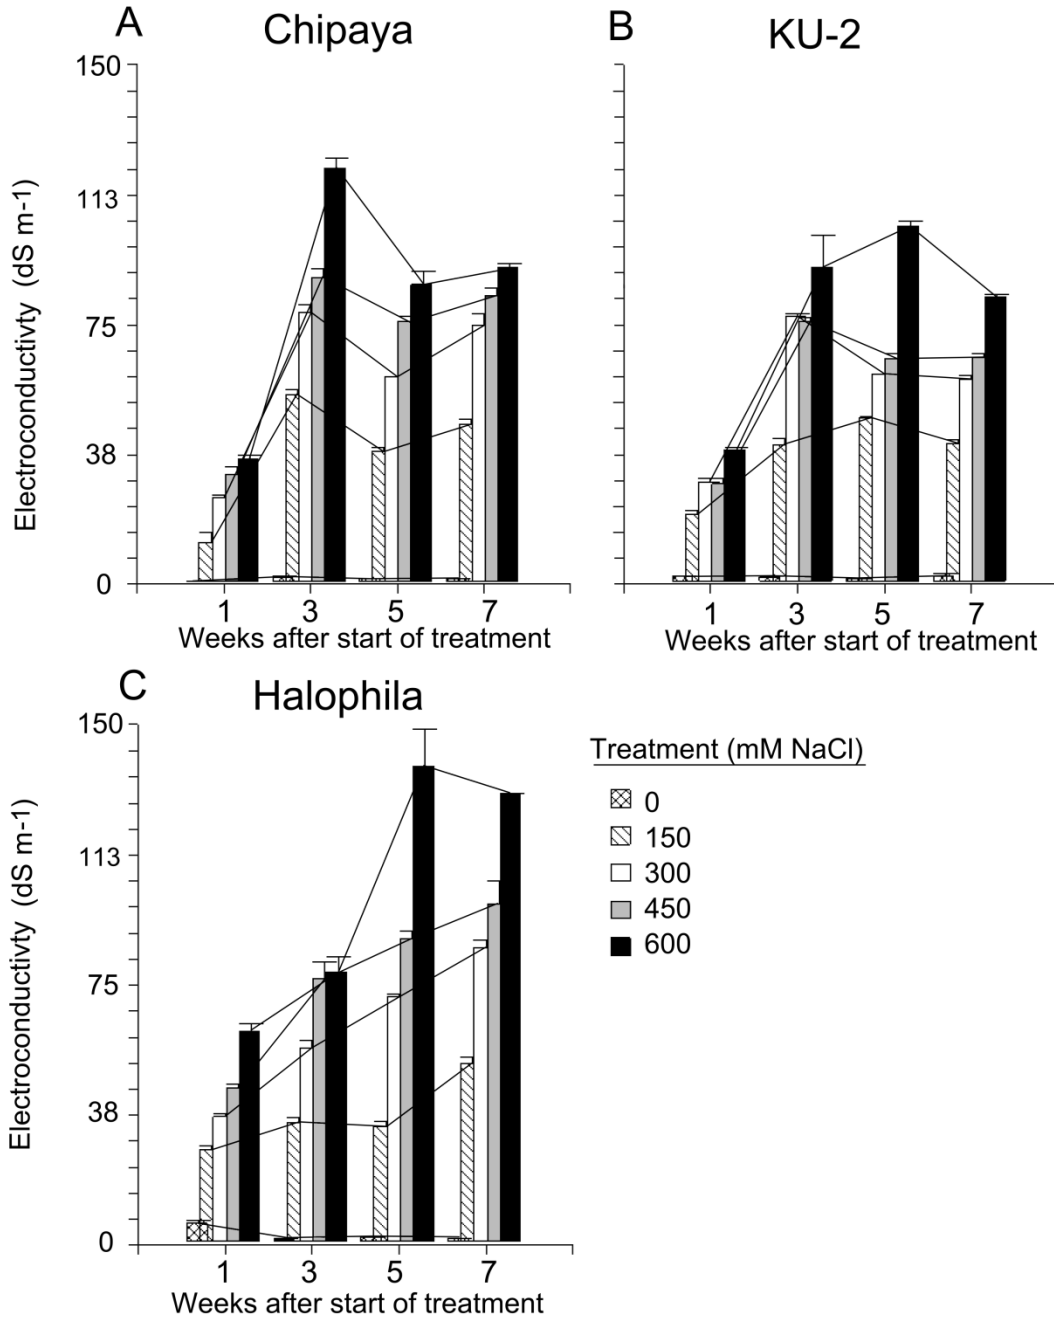 A
Chipaya
150
113
75
38
0
Electroconductivity (dS m-1)
1
3
5
7
Weeks after start of treatment
B
KU-2
1
3
5
7
Weeks after start of treatment
C
Halophila
150
113
75
38
0
Electroconductivty (dS m-1)
1
3
5
7
Weeks after start of treatment
Treatment (mM NaCl)
0
150
300
450
600